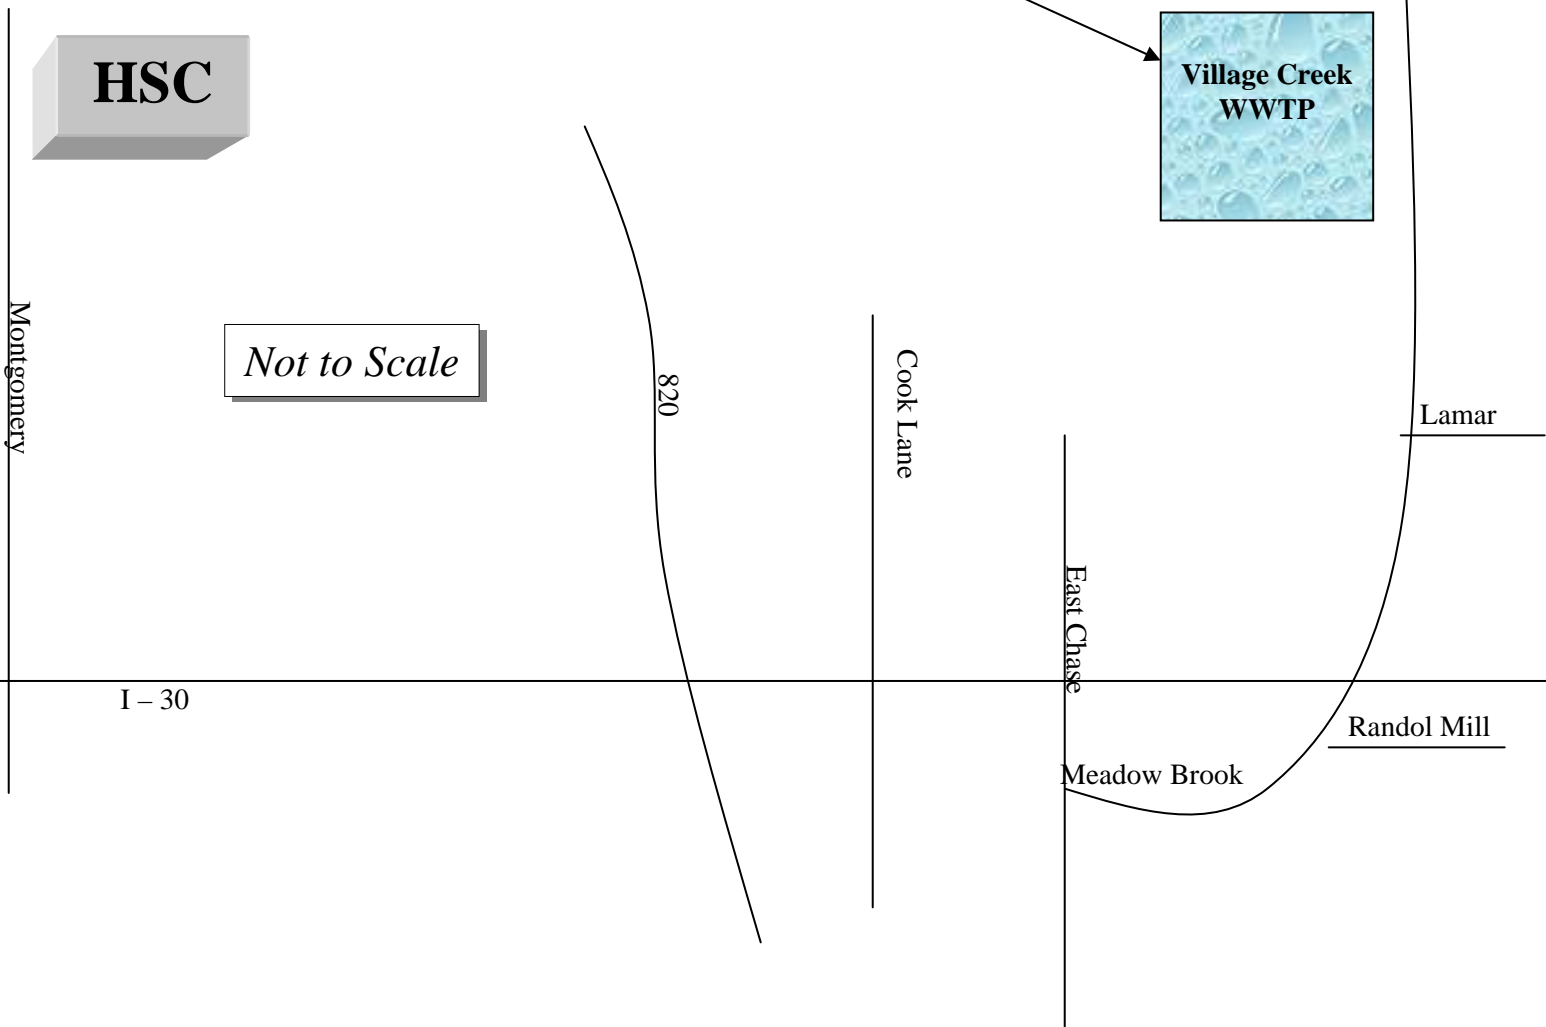 HSC
Village Creek
WWTP
Montgomery
Not to Scale
820
Cook Lane
Lamar
East Chase
I – 30
Randol Mill
Meadow Brook